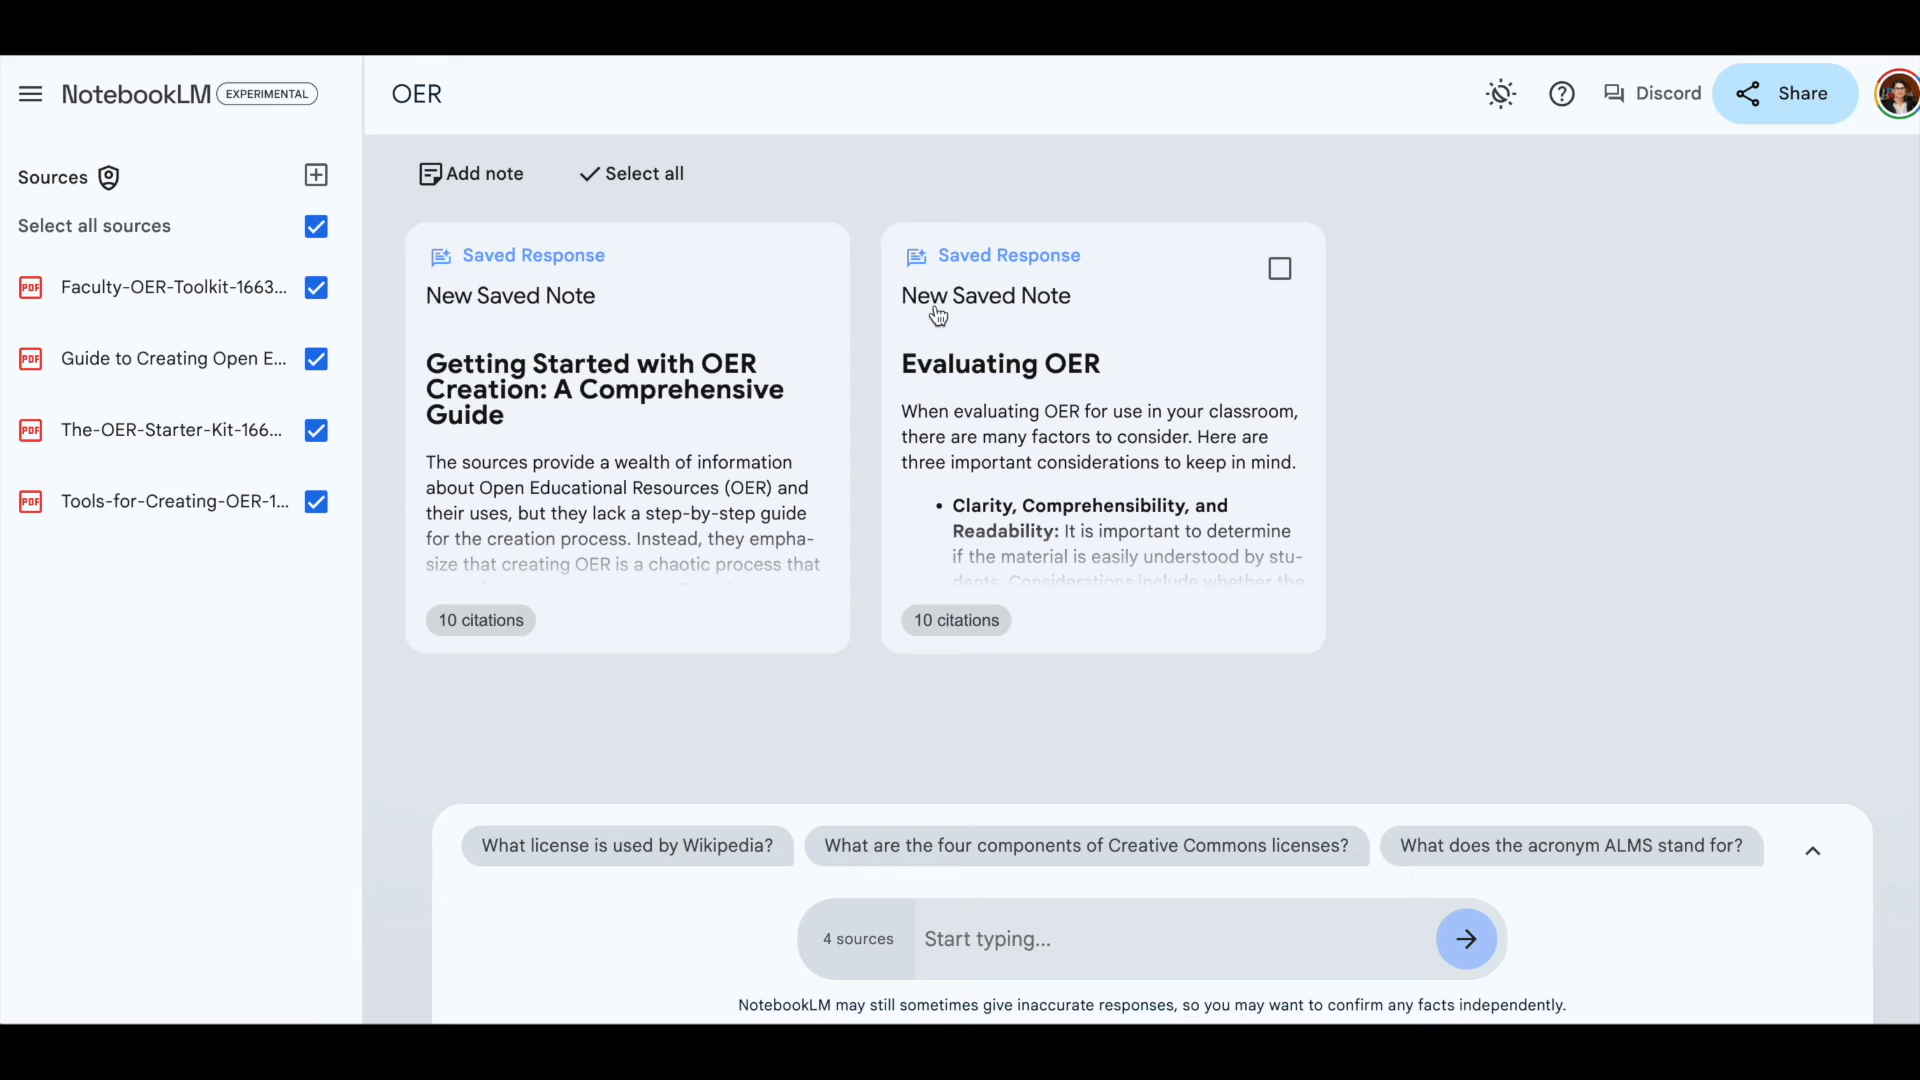 NotebookLM EXPERIMENTAL
OER
Discord
Share
Sources
Select all sources
PDF Faculty-OER-Toolkit-1663...
PDF Guide to Creating Open E...
PDF The-OER-Starter-Kit-166...
PDF Tools-for-Creating-OER-1...
Add note
Select all
Saved Response
New Saved Note
Getting Started with OER
Creation: A Comprehensive
Guide
The sources provide a wealth of information
about Open Educational Resources (OER) and
their uses, but they lack a step-by-step guide
for the creation process. Instead, they empha-
size that creating OER is a chaotic process that
10 citations
Saved Response
New Saved Note
Evaluating OER
When evaluating OER for use in your classroom,
there are many factors to consider. Here are
three important considerations to keep in mind.
• Clarity, Comprehensibility, and
Readability: It is important to determine
if the material is easily understood by stu-
dents. Considerations include whether the
10 citations
What license is used by Wikipedia?
What are the four components of Creative Commons licenses?
What does the acronym ALMS stand for?
4 sources
Start typing...
NotebookLM may still sometimes give inaccurate responses, so you may want to confirm any facts independently.